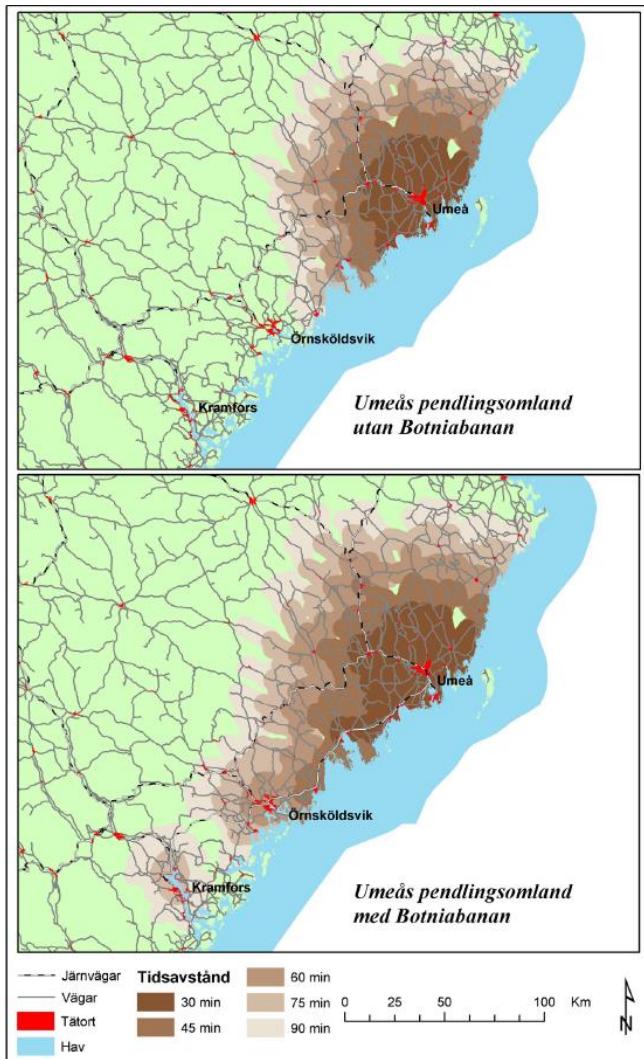 Umeå
Örnsköldsvik
Kramfors
Umeås pendlingsomland
utan Botniabanan
Umeå
Örnsköldsvik
Kramfors
Umeås pendlingsomland
med Botniabanan
Järnvägar
Vägar
Tätort
Hav
Tidsavstånd
30 min
45 min
60 min
75 min
90 min
0 25 50 100 Km
N